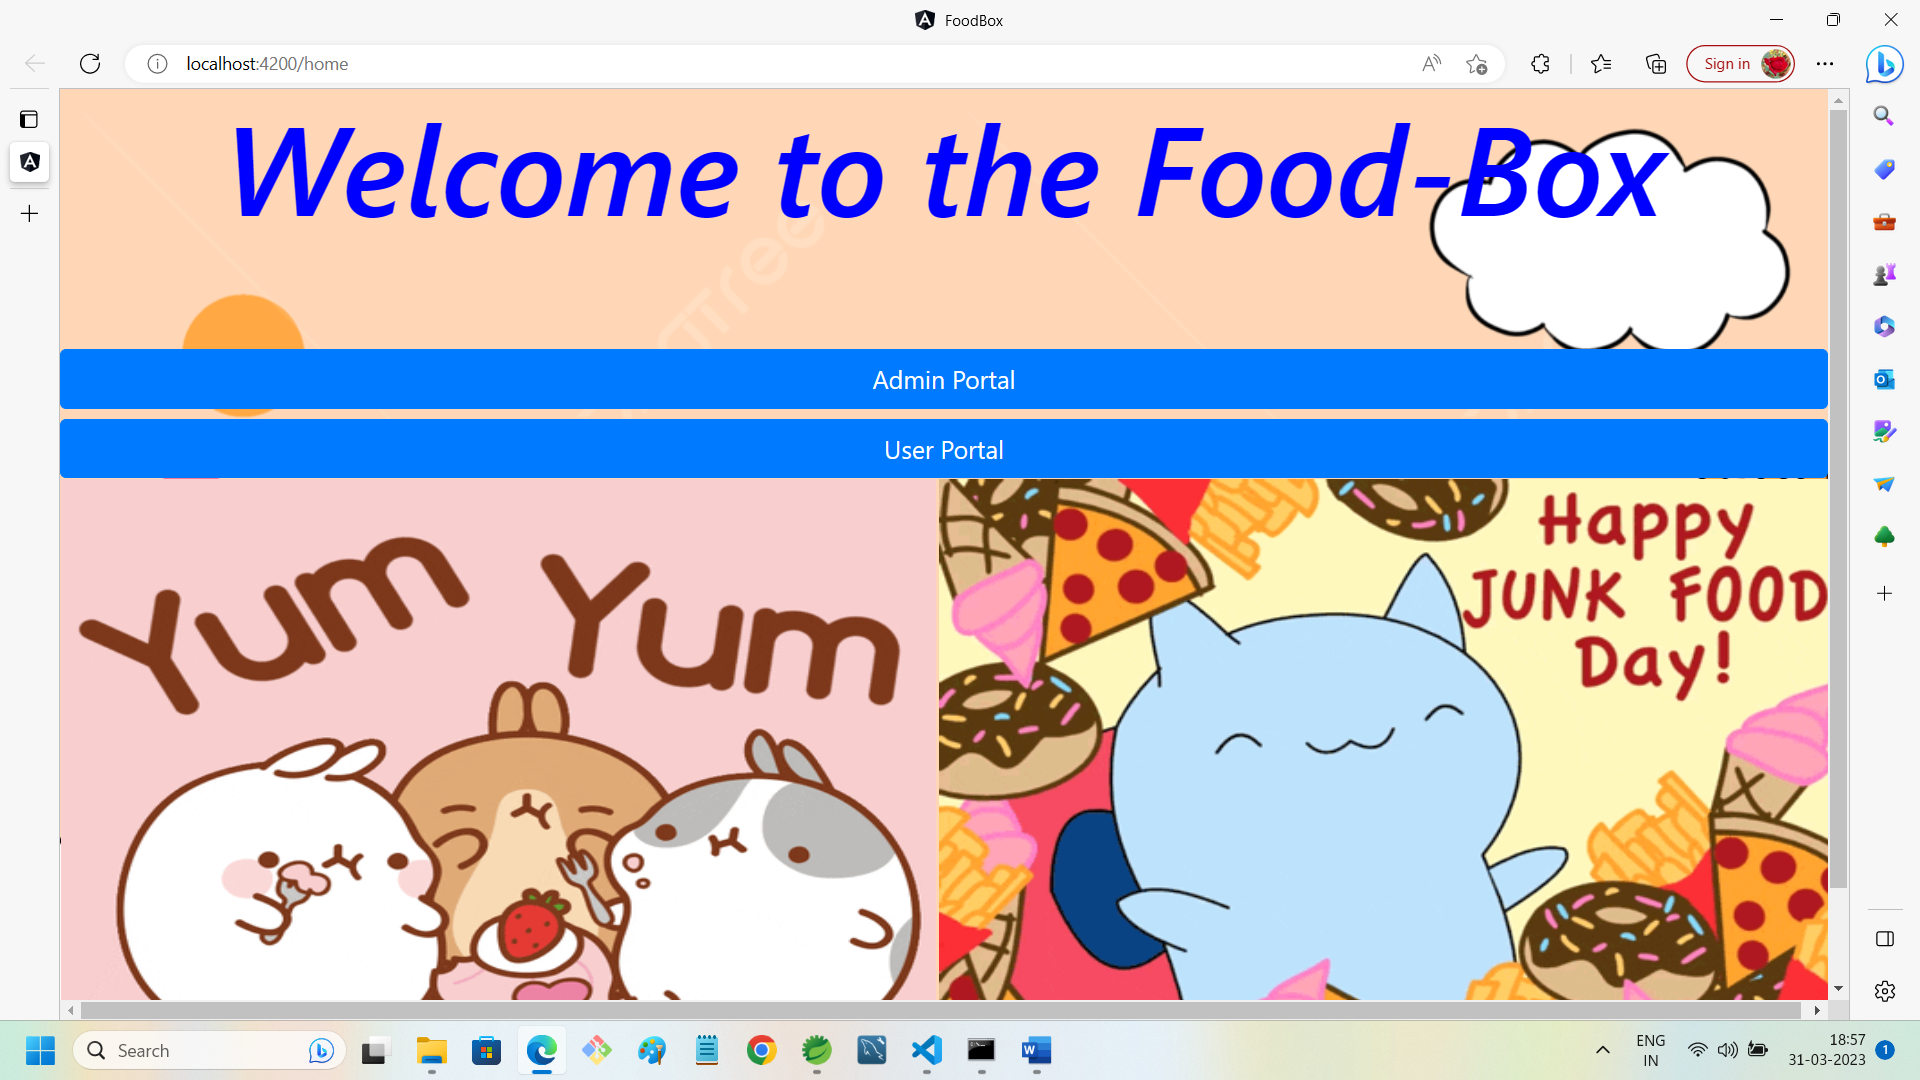 FoodBox
localhost:4200/home
Sign in
Welcome to the Food-Box
Admin Portal
User Portal
Yum Yum
Happy
JUNK FOOD
Day!
Search
ENG
IN
18:57
31-03-2023
1